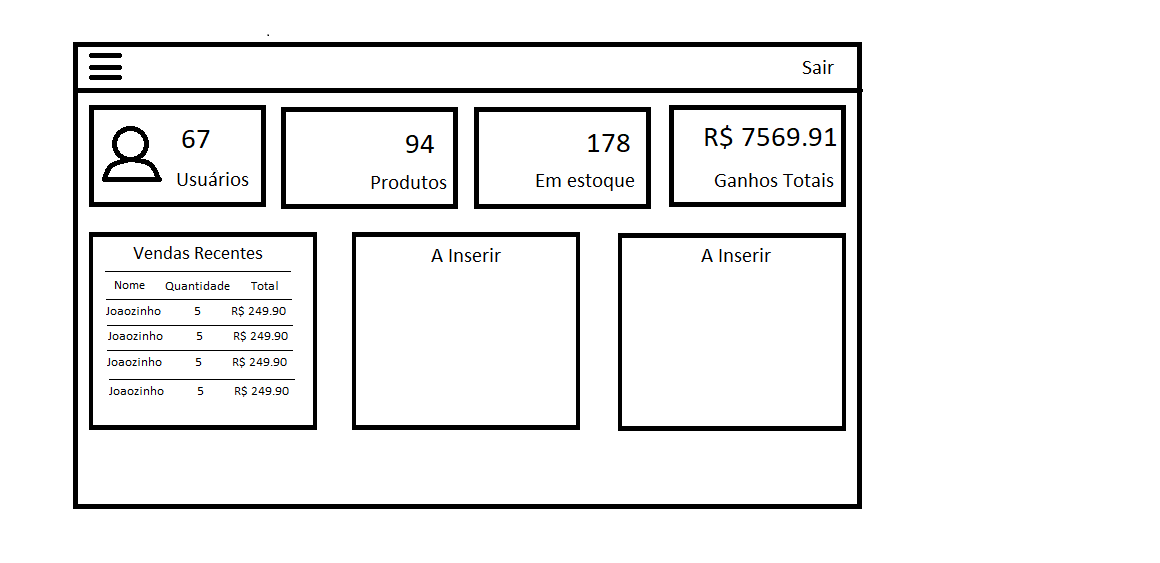 Sair
67
Usuários
94
Produtos
178
Em estoque
R$ 7569.91
Ganhos Totais
Vendas Recentes
Nome Quantidade Total
Joaozinho 5 R$ 249.90
Joaozinho 5 R$ 249.90
Joaozinho 5 R$ 249.90
Joaozinho 5 R$ 249.90
A Inserir
A Inserir